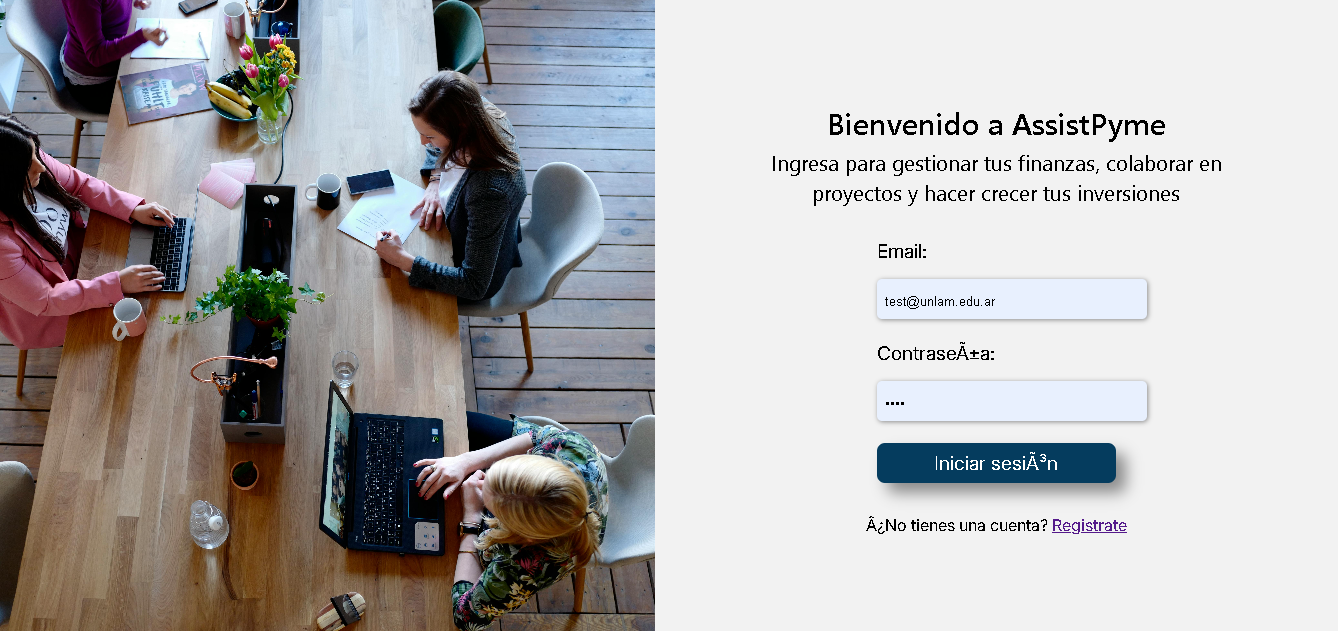 Bienvenido a AssistPyme
Ingresa para gestionar tus finanzas, colaborar en
proyectos y hacer crecer tus inversiones
Email:
test@unlam.edu.ar
ContraseÃ±a:
••••
Iniciar sesiÃ³n
Â¿No tienes una cuenta? Registrate